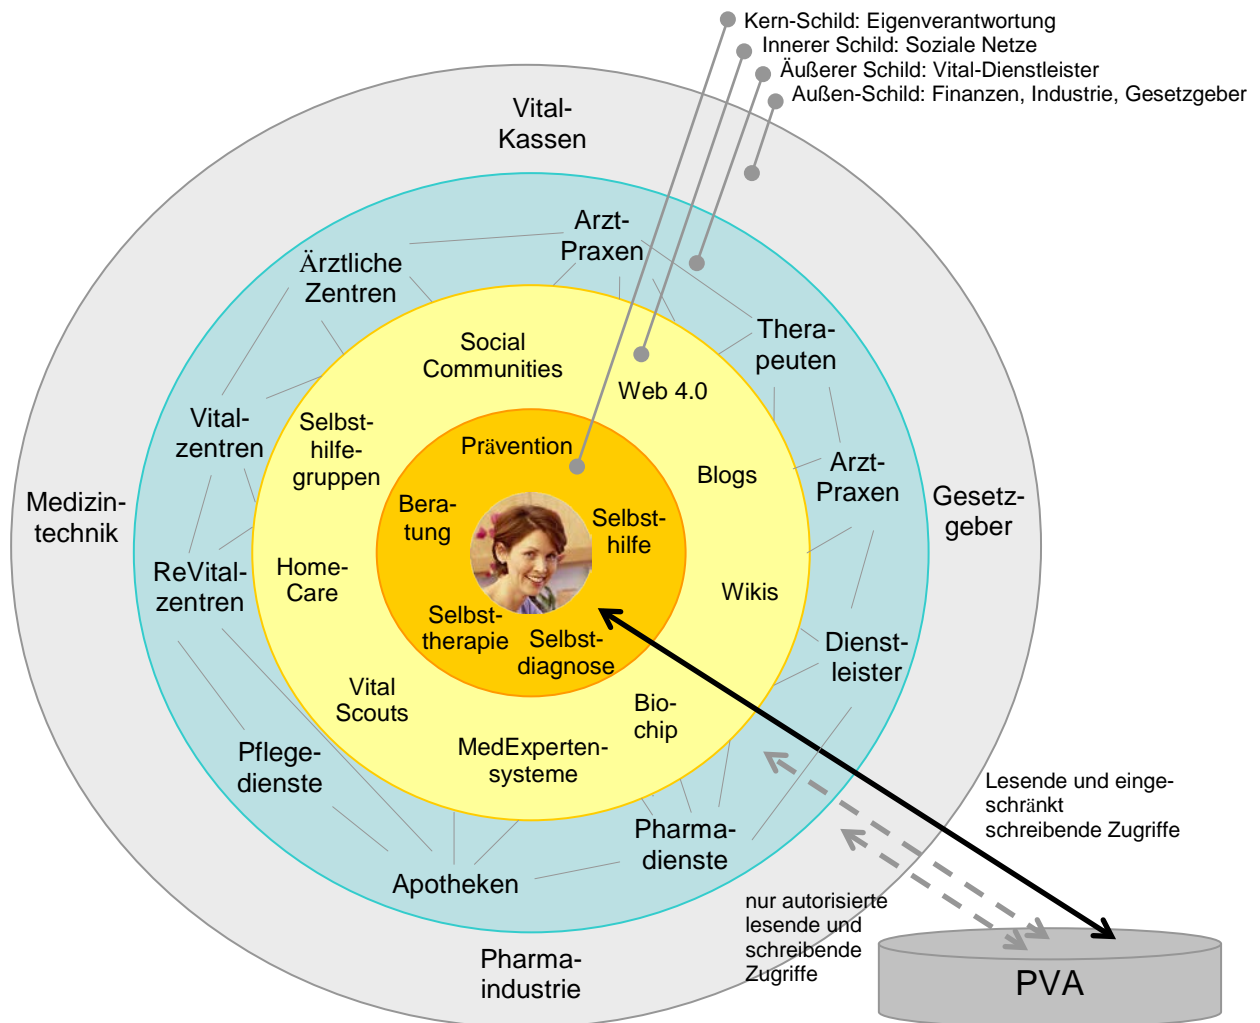 Kern-Schild: Eigenverantwortung
Innerer Schild: Soziale Netze
Äußerer Schild: Vital-Dienstleister
Außen-Schild: Finanzen, Industrie, Gesetzgeber
Vital-
Kassen
Arzt-
Praxen
Ärztliche
Zentren
Thera-
peuten
Social
Communities
Web 4.0
Vital-
zentren
Selbst-
hilfe-
gruppen
Prävention
Blogs
Arzt-
Praxen
Medizin-
technik
Gesetz-
geber
Bera-
tung
Selbst-
hilfe
ReVital-
zentren
Home-
Care
Wikis
Selbst-
therapie
Selbst-
diagnose
Dienst-
leister
Vital
Scouts
Bio-
chip
MedExperten-
systeme
Pflege-
dienste
Pharma-
dienste
Apotheken
Pharma-
industrie
Lesende und einge-
schränkt
schreibende Zugriffe
nur autorisierte
lesende und
schreibende
Zugriffe
PVA